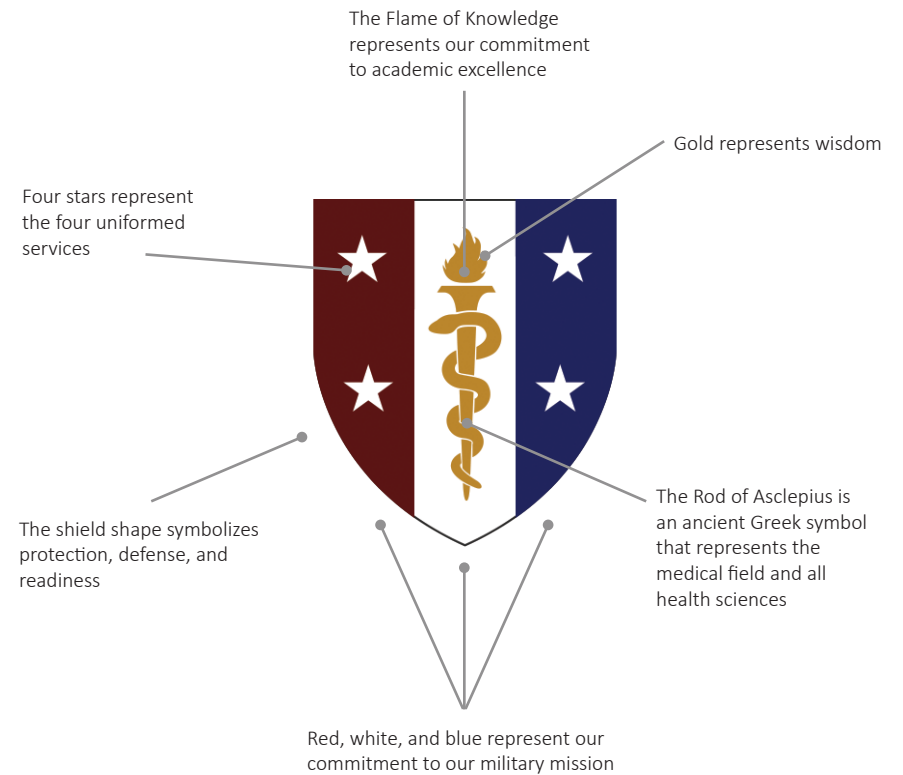 The Flame of Knowledge
represents our commitment
to academic excellence
Gold represents wisdom
Four stars represent
the four uniformed
services
The shield shape symbolizes
protection, defense, and
readiness
The Rod of Asclepius is
an ancient Greek symbol
that represents the
medical field and all
health sciences
Red, white, and blue represent our
commitment to our military mission